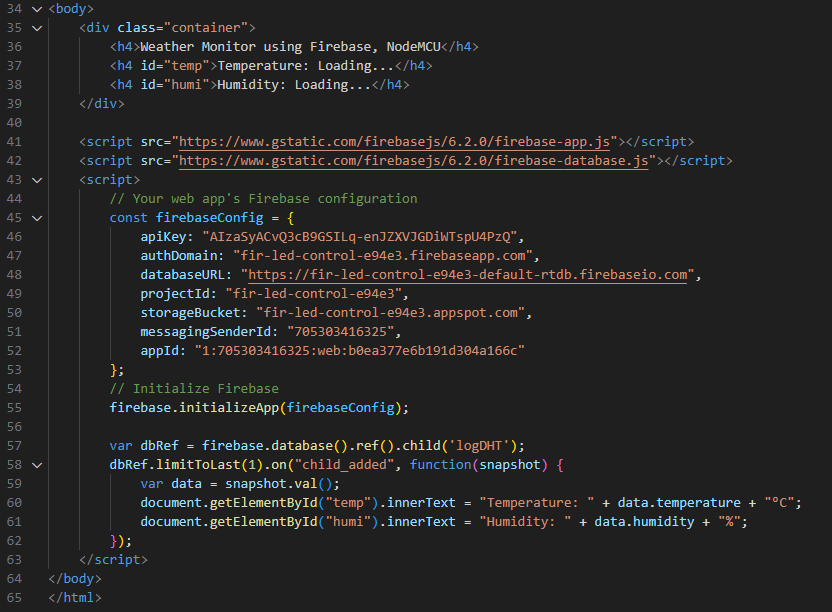 34 <body>
35 <div class="container">
36 <h4>Weather Monitor using Firebase, NodeMCU</h4>
37 <h4 id="temp">Temperature: Loading...</h4>
38 <h4 id="humi">Humidity: Loading...</h4>
39 </div>
40
41 <script src="https://www.gstatic.com/firebasejs/6.2.0/firebase-app.js"></script>
42 <script src="https://www.gstatic.com/firebasejs/6.2.0/firebase-database.js"></script>
43 <script>
44 // Your web app's Firebase configuration
45 const firebaseConfig = {
46 apiKey: "AIzaSyACvQ3cB9GSILq-enJZXVJGDiWTspU4PzQ",
47 authDomain: "fir-led-control-e94e3.firebaseapp.com",
48 databaseURL: "https://fir-led-control-e94e3-default-rtdb.firebaseio.com",
49 projectId: "fir-led-control-e94e3",
50 storageBucket: "fir-led-control-e94e3.appspot.com",
51 messagingSenderId: "705303416325",
52 appId: "1:705303416325:web:b0ea377e6b191d304a166c"
53 };
54 // Initialize Firebase
55 firebase.initializeApp(firebaseConfig);
56
57 var dbRef = firebase.database().ref().child('logDHT');
58 dbRef.limitToLast(1).on("child_added", function(snapshot) {
59 var data = snapshot.val();
60 document.getElementById("temp").innerText = "Temperature: " + data.temperature + "°C";
61 document.getElementById("humi").innerText = "Humidity: " + data.humidity + "%";
62 });
63 </script>
64 </body>
65 </html>